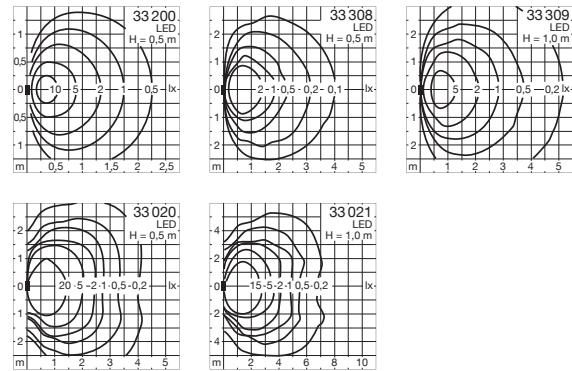 33 200
LED
H = 0,5 m
1
0,5
0
10 5 2 1 0,5 lx
0,5
1
m 0,5 1 1,5 2 2,5
33 308
LED
H = 0,5 m
2
1
0
2 1 0,5 0,2 0,1 lx
1
2
m 1 2 3 4 5
33 309
LED
H = 1,0 m
2
1
0
5 2 1 0,5 0,2 lx
1
2
m 1 2 3 4 5
33 020
LED
H = 0,5 m
2
1
0
20 5 2 1 0,5 0,2 lx
1
2
m 1 2 3 4 5
33 021
LED
H = 1,0 m
4
2
0
15 5 2 1 0,5 0,2 lx
2
4
m 2 4 6 8 10